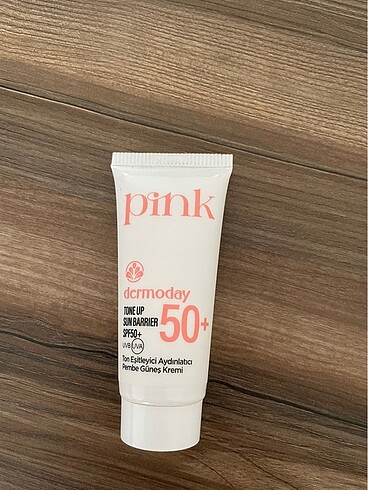 pink
dermoday
TONE UP
SUN BARRIER
SPF50+
50+
UVB UVA
Ton Eşitleyici Aydınlatıcı
Pembe Güneş Kremi